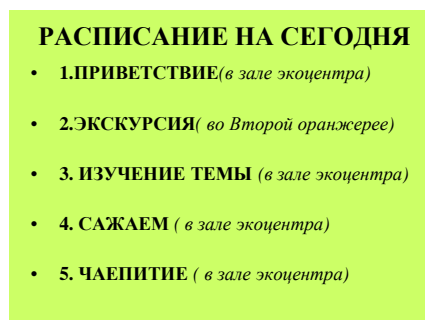 РАСПИСАНИЕ НА СЕГОДНЯ
• 1.ПРИВЕТСТВИЕ(в зале экоцентра)
• 2.ЭКСКУРСИЯ( во Второй оранжерее)
• 3. ИЗУЧЕНИЕ ТЕМЫ (в зале экоцентра)
• 4. САЖАЕМ ( в зале экоцентра)
• 5. ЧАЕПИТИЕ ( в зале экоцентра)